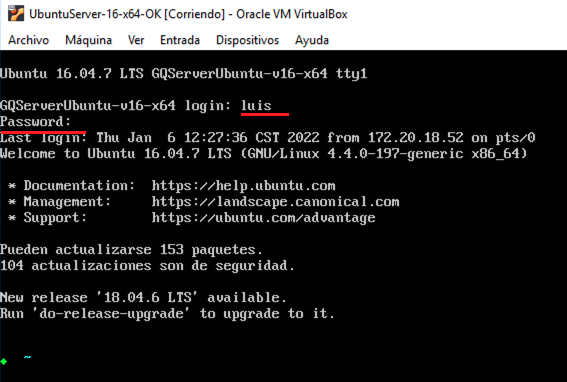 UbuntuServer-16-x64-OK [Corriendo] - Oracle VM VirtualBox
Archivo Máquina Ver Entrada Dispositivos Ayuda
Ubuntu 16.04.7 LTS GQServerUbuntu-v16-x64 tty1
GQServerUbuntu-v16-x64 login: luis
Password:
Last login: Thu Jan  6 12:27:36 CST 2022 from 172.20.18.52 on pts/0
Welcome to Ubuntu 16.04.7 LTS (GNU/Linux 4.4.0-197-generic x86_64)
* Documentation:  https://help.ubuntu.com
* Management:     https://landscape.canonical.com
* Support:        https://ubuntu.com/advantage
Pueden actualizarse 153 paquetes.
104 actualizaciones son de seguridad.
New release '18.04.6 LTS' available.
Run 'do-release-upgrade' to upgrade to it.
♦ ~